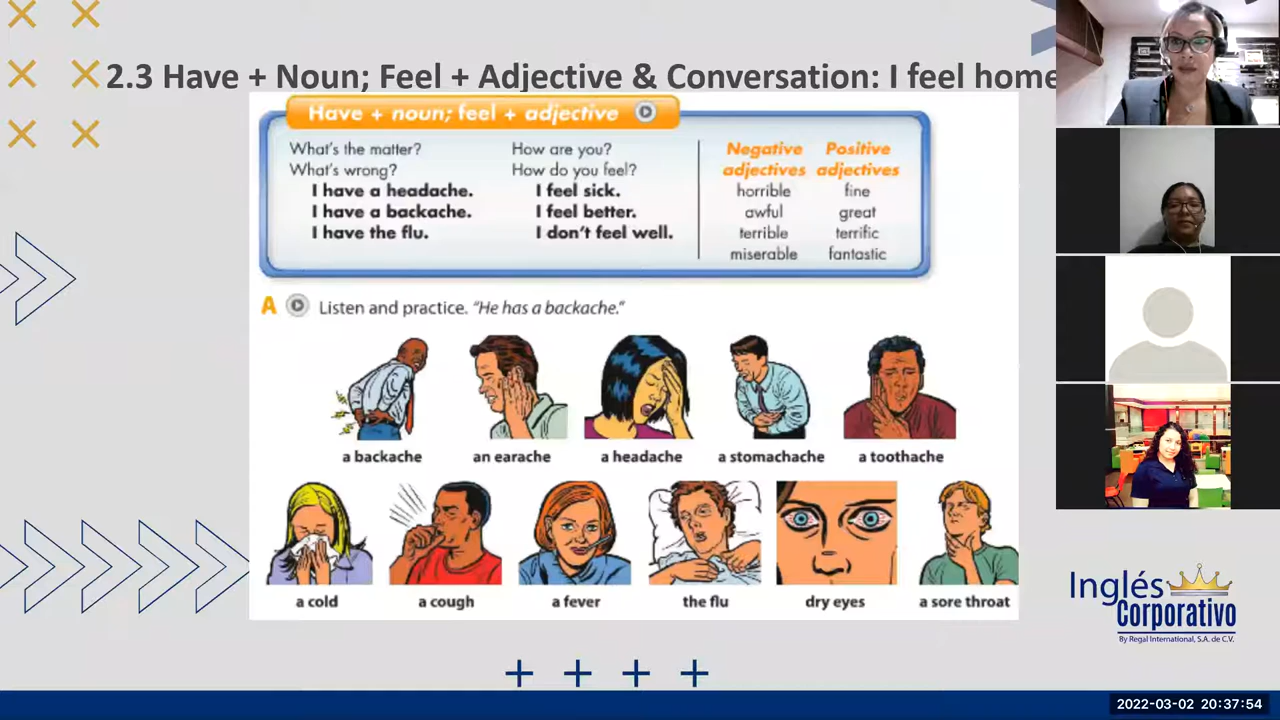 2.3 Have + Noun; Feel + Adjective & Conversation: I feel home
Have + noun; feel + adjective
What's the matter?
What's wrong?
I have a headache.
I have a backache.
I have the flu.
How are you?
How do you feel?
I feel sick.
I feel better.
I don't feel well.
Negative adjectives
Positive adjectives
horrible
fine
awful
great
terrible
terrific
miserable
fantastic
A Listen and practice. "He has a backache."
a backache
an earache
a headache
a stomachache
a toothache
a cold
a cough
a fever
the flu
dry eyes
a sore throat
Inglés
Corporativo
By Regal International, S.A. de C.V.
2022-03-02 20:37:54